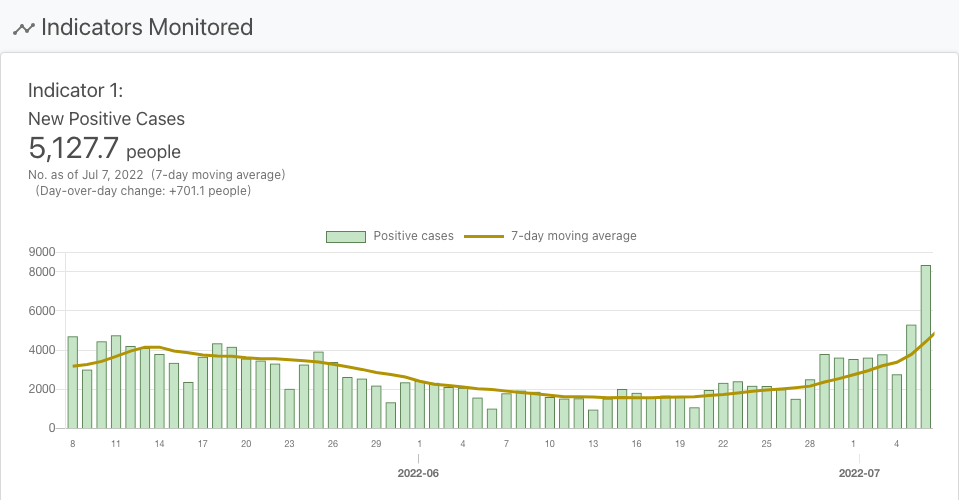 Indicators Monitored
Indicator 1:
New Positive Cases
5,127.7 people
No. as of Jul 7, 2022 (7-day moving average)
(Day-over-day change: +701.1 people)
Positive cases 7-day moving average
9000
8000
6000
4000
2000
0
8 11 14 17 20 23 26 29 1 4 7 10 13 16 19 22 25 28 1 4
2022-06 2022-07